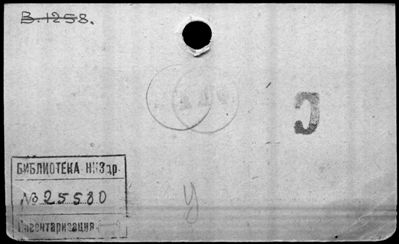 В.1258.
БИБЛИОТЕКА НКЗдр.
№ 25580
Инвентаризация
У